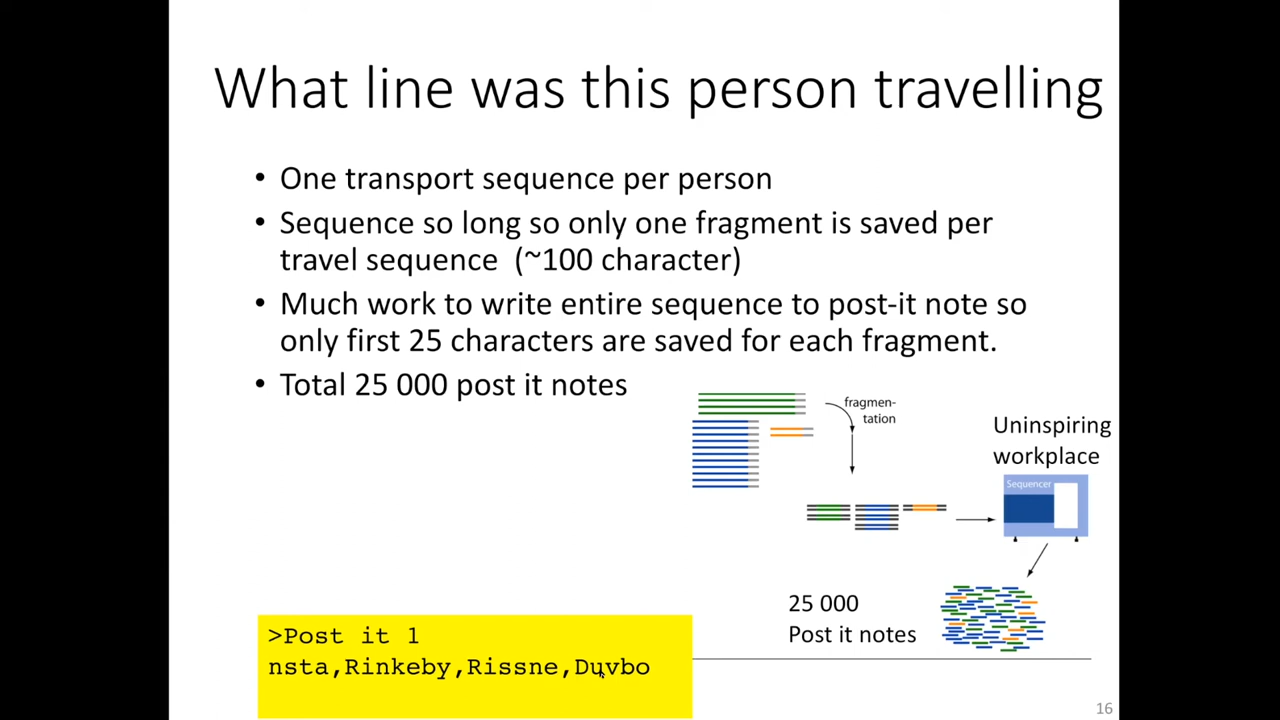 What line was this person travelling
• One transport sequence per person
• Sequence so long so only one fragment is saved per
travel sequence (~100 character)
• Much work to write entire sequence to post-it note so
only first 25 characters are saved for each fragment.
• Total 25 000 post it notes
fragmen-
tation
Uninspiring
workplace
Sequencer
25 000
Post it notes
>Post it 1
nsta,Rinkeby,Rissne,Duvbo
16